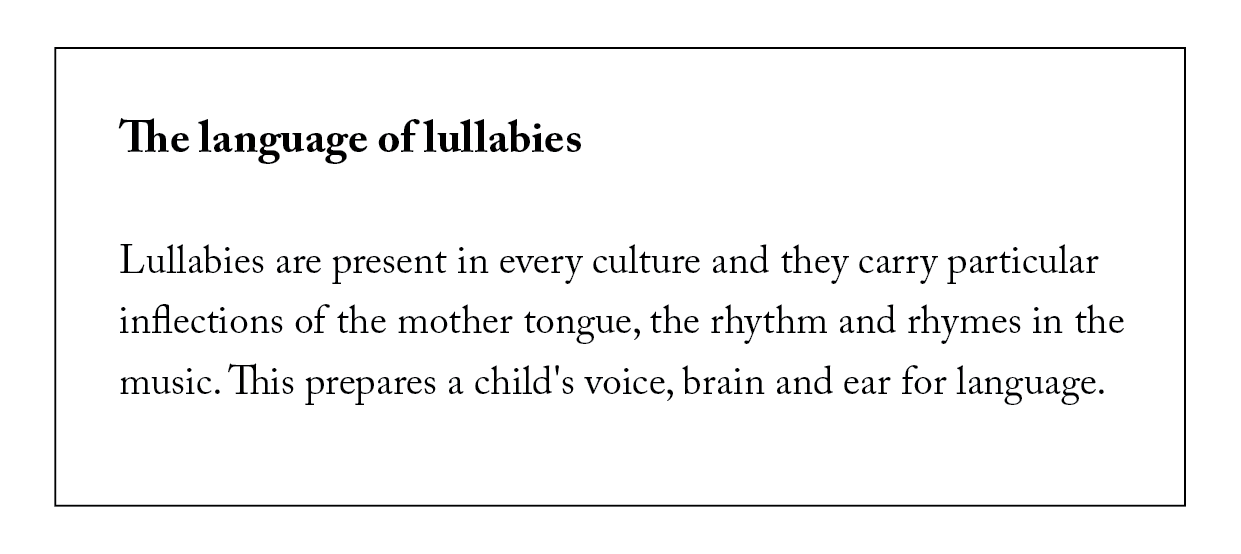 The language of lullabies
Lullabies are present in every culture and they carry particular
inflections of the mother tongue, the rhythm and rhymes in the
music. This prepares a child's voice, brain and ear for language.